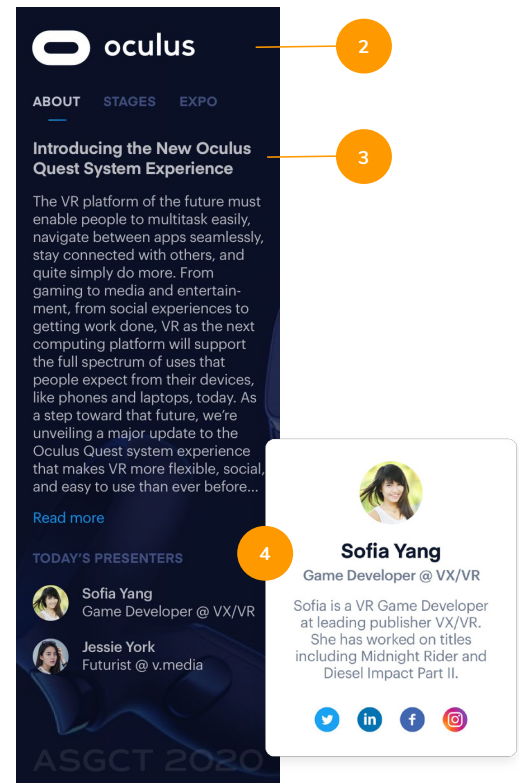 oculus
2
ABOUT STAGES EXPO
Introducing the New Oculus
Quest System Experience
3
The VR platform of the future must
enable people to multitask easily,
navigate between apps seamlessly,
stay connected with others, and
quite simply do more. From
gaming to media and entertain-
ment, from social experiences to
getting work done, VR as the next
computing platform will support
the full spectrum of uses that
people expect from their devices,
like phones and laptops, today. As
a step toward that future, we’re
unveiling a major update to the
Oculus Quest system experience
that makes VR more flexible, social,
and easy to use than ever before...
Read more
TODAY’S PRESENTERS
Sofia Yang
Game Developer @ VX/VR
Jessie York
Futurist @ v.media
ASGCT 2020
4
Sofia Yang
Game Developer @ VX/VR
Sofia is a VR Game Developer
at leading publisher VX/VR.
She has worked on titles
including Midnight Rider and
Diesel Impact Part II.
in
f